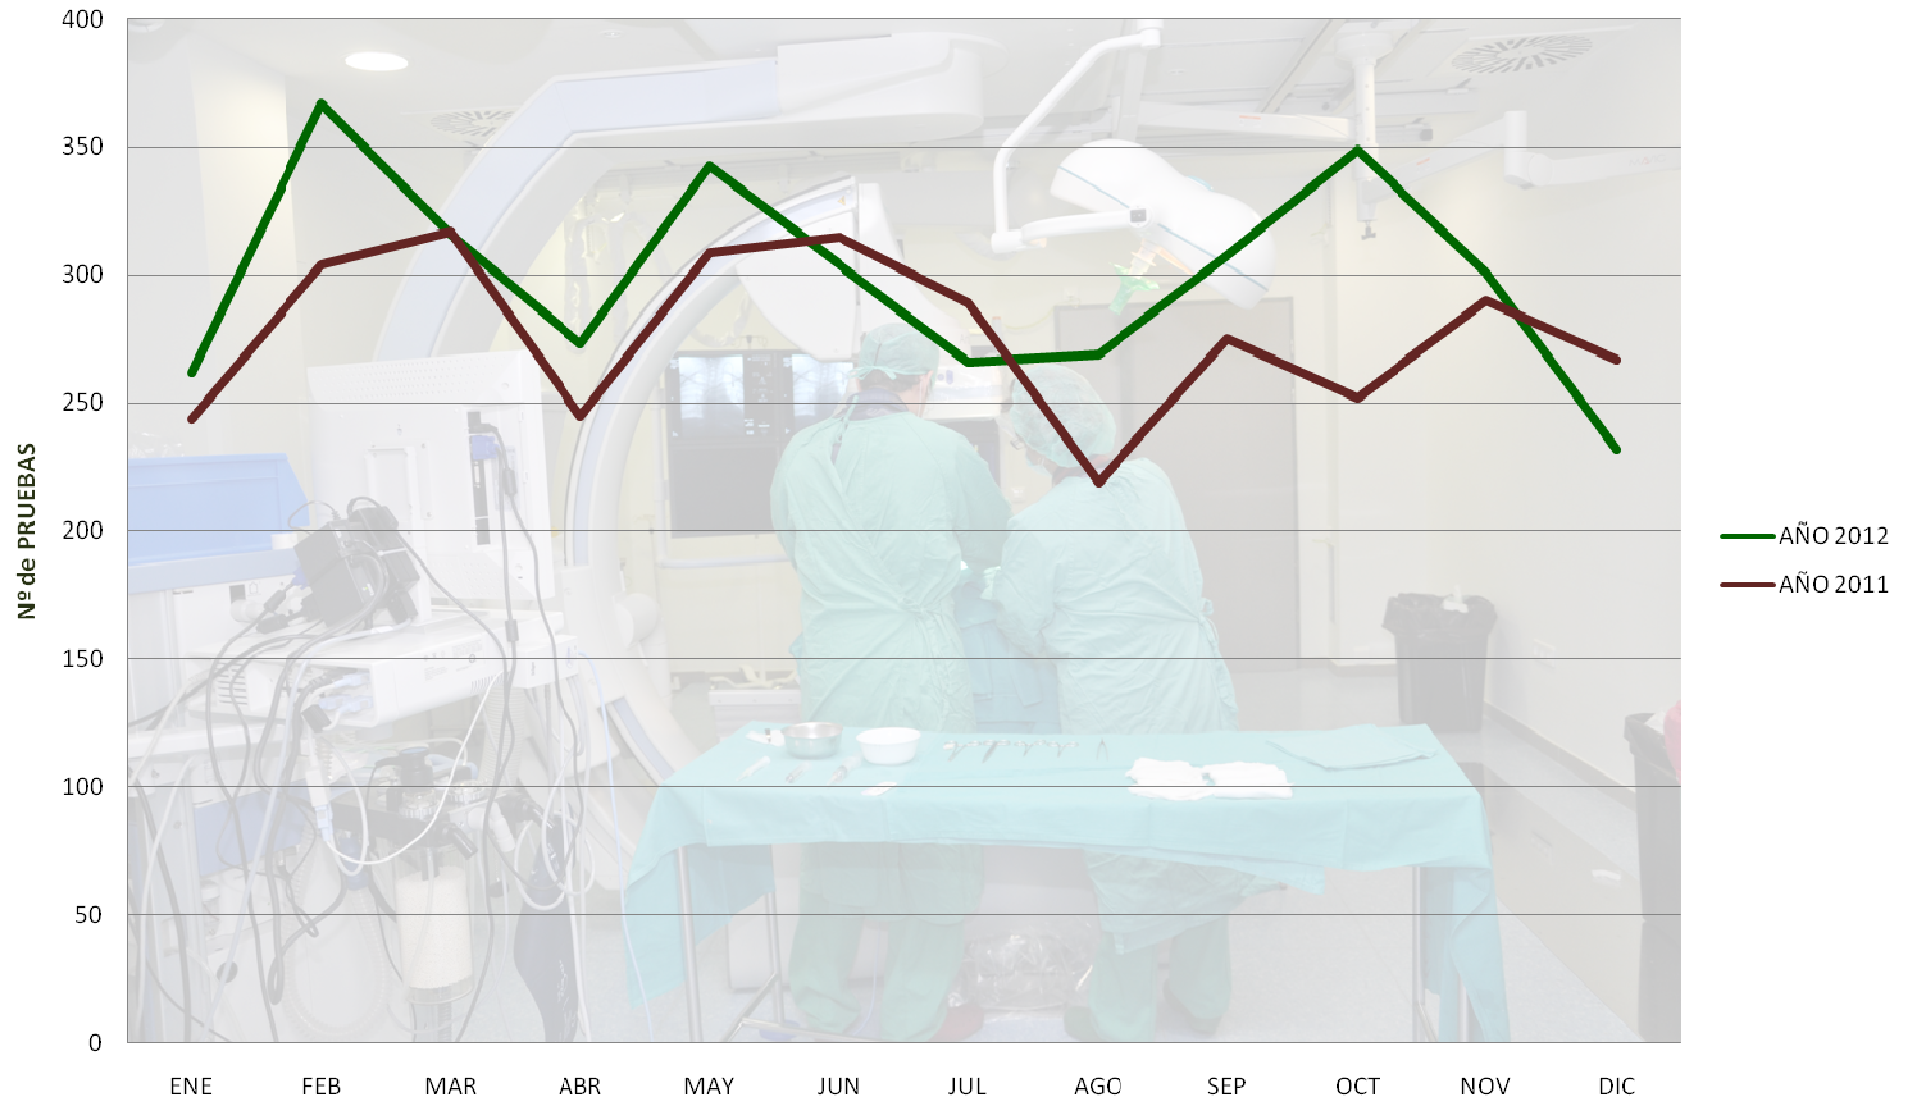 400
350
300
250
200
150
100
50
0
Nº de PRUEBAS
ENE FEB MAR ABR MAY JUN JUL AGO SEP OCT NOV DIC
AÑO 2012
AÑO 2011